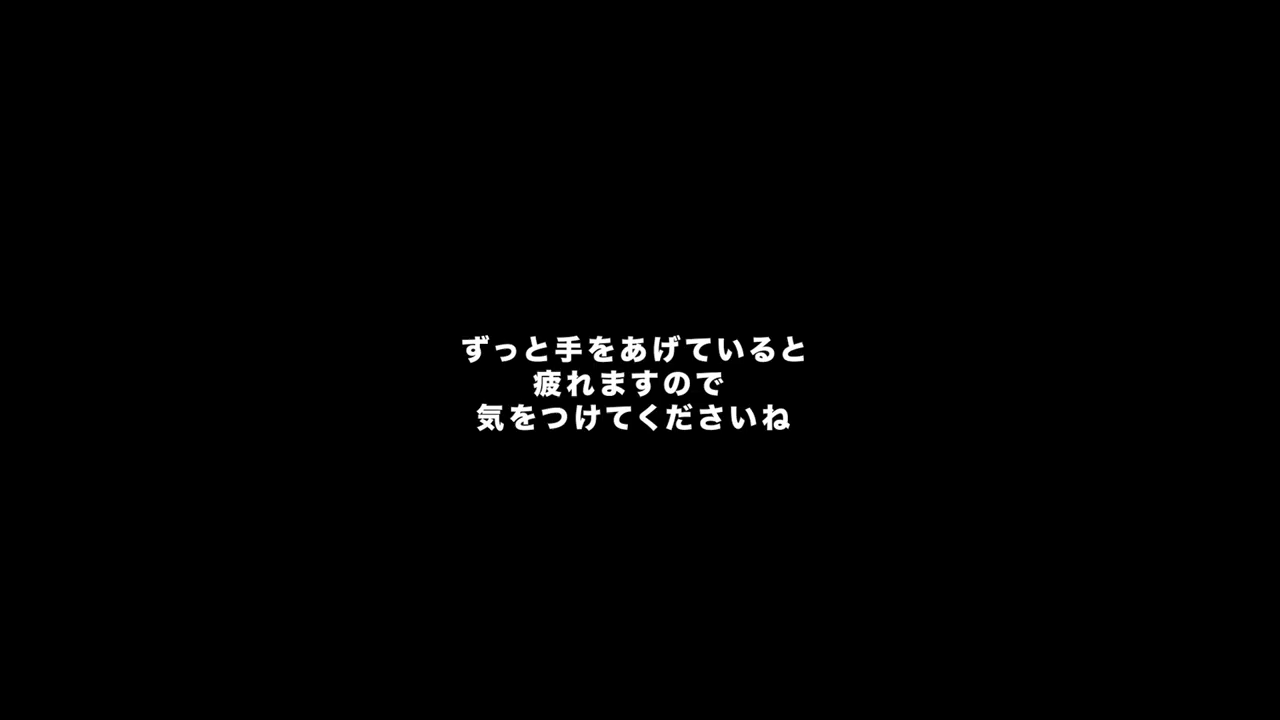 ずっと手をあげていると
疲れますので
気をつけてくださいね